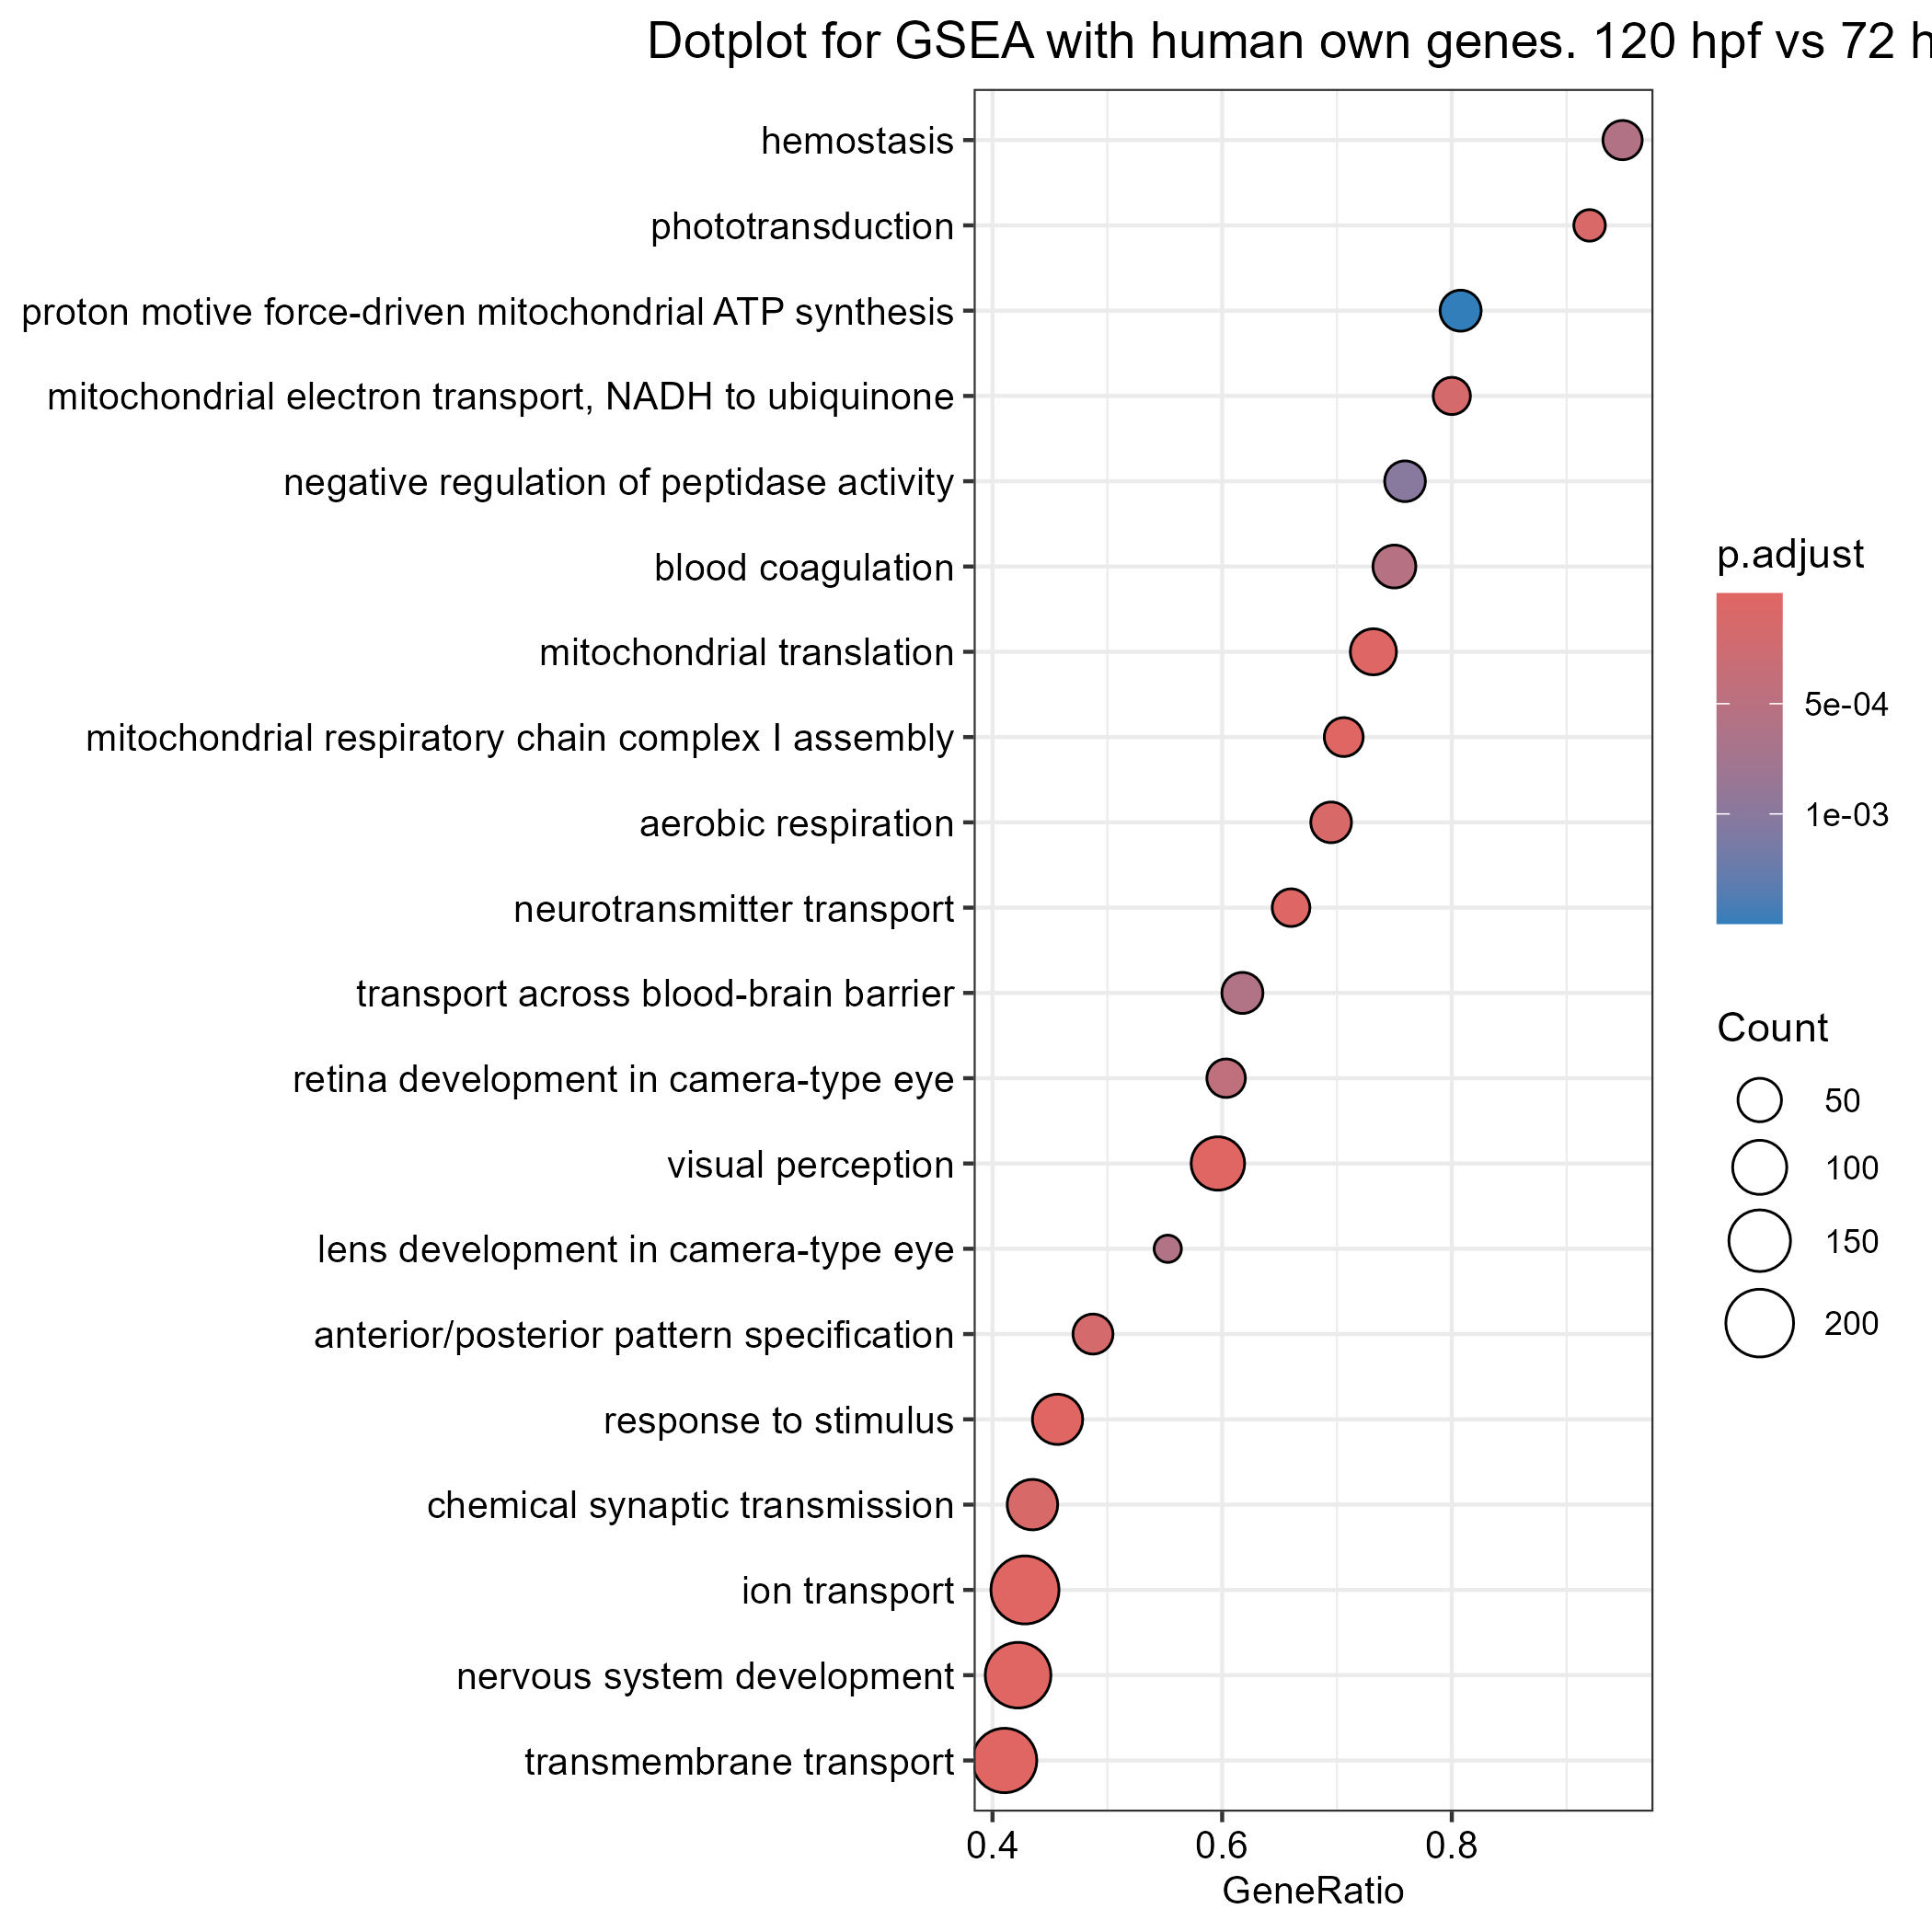 Dotplot for GSEA with human own genes. 120 hpf vs 72 h
hemostasis
phototransduction
proton motive force-driven mitochondrial ATP synthesis
mitochondrial electron transport, NADH to ubiquinone
negative regulation of peptidase activity
blood coagulation
mitochondrial translation
mitochondrial respiratory chain complex I assembly
aerobic respiration
neurotransmitter transport
transport across blood-brain barrier
retina development in camera-type eye
visual perception
lens development in camera-type eye
anterior/posterior pattern specification
response to stimulus
chemical synaptic transmission
ion transport
nervous system development
transmembrane transport
0.4 0.6 0.8
GeneRatio
p.adjust
5e-04
1e-03
Count
50
100
150
200